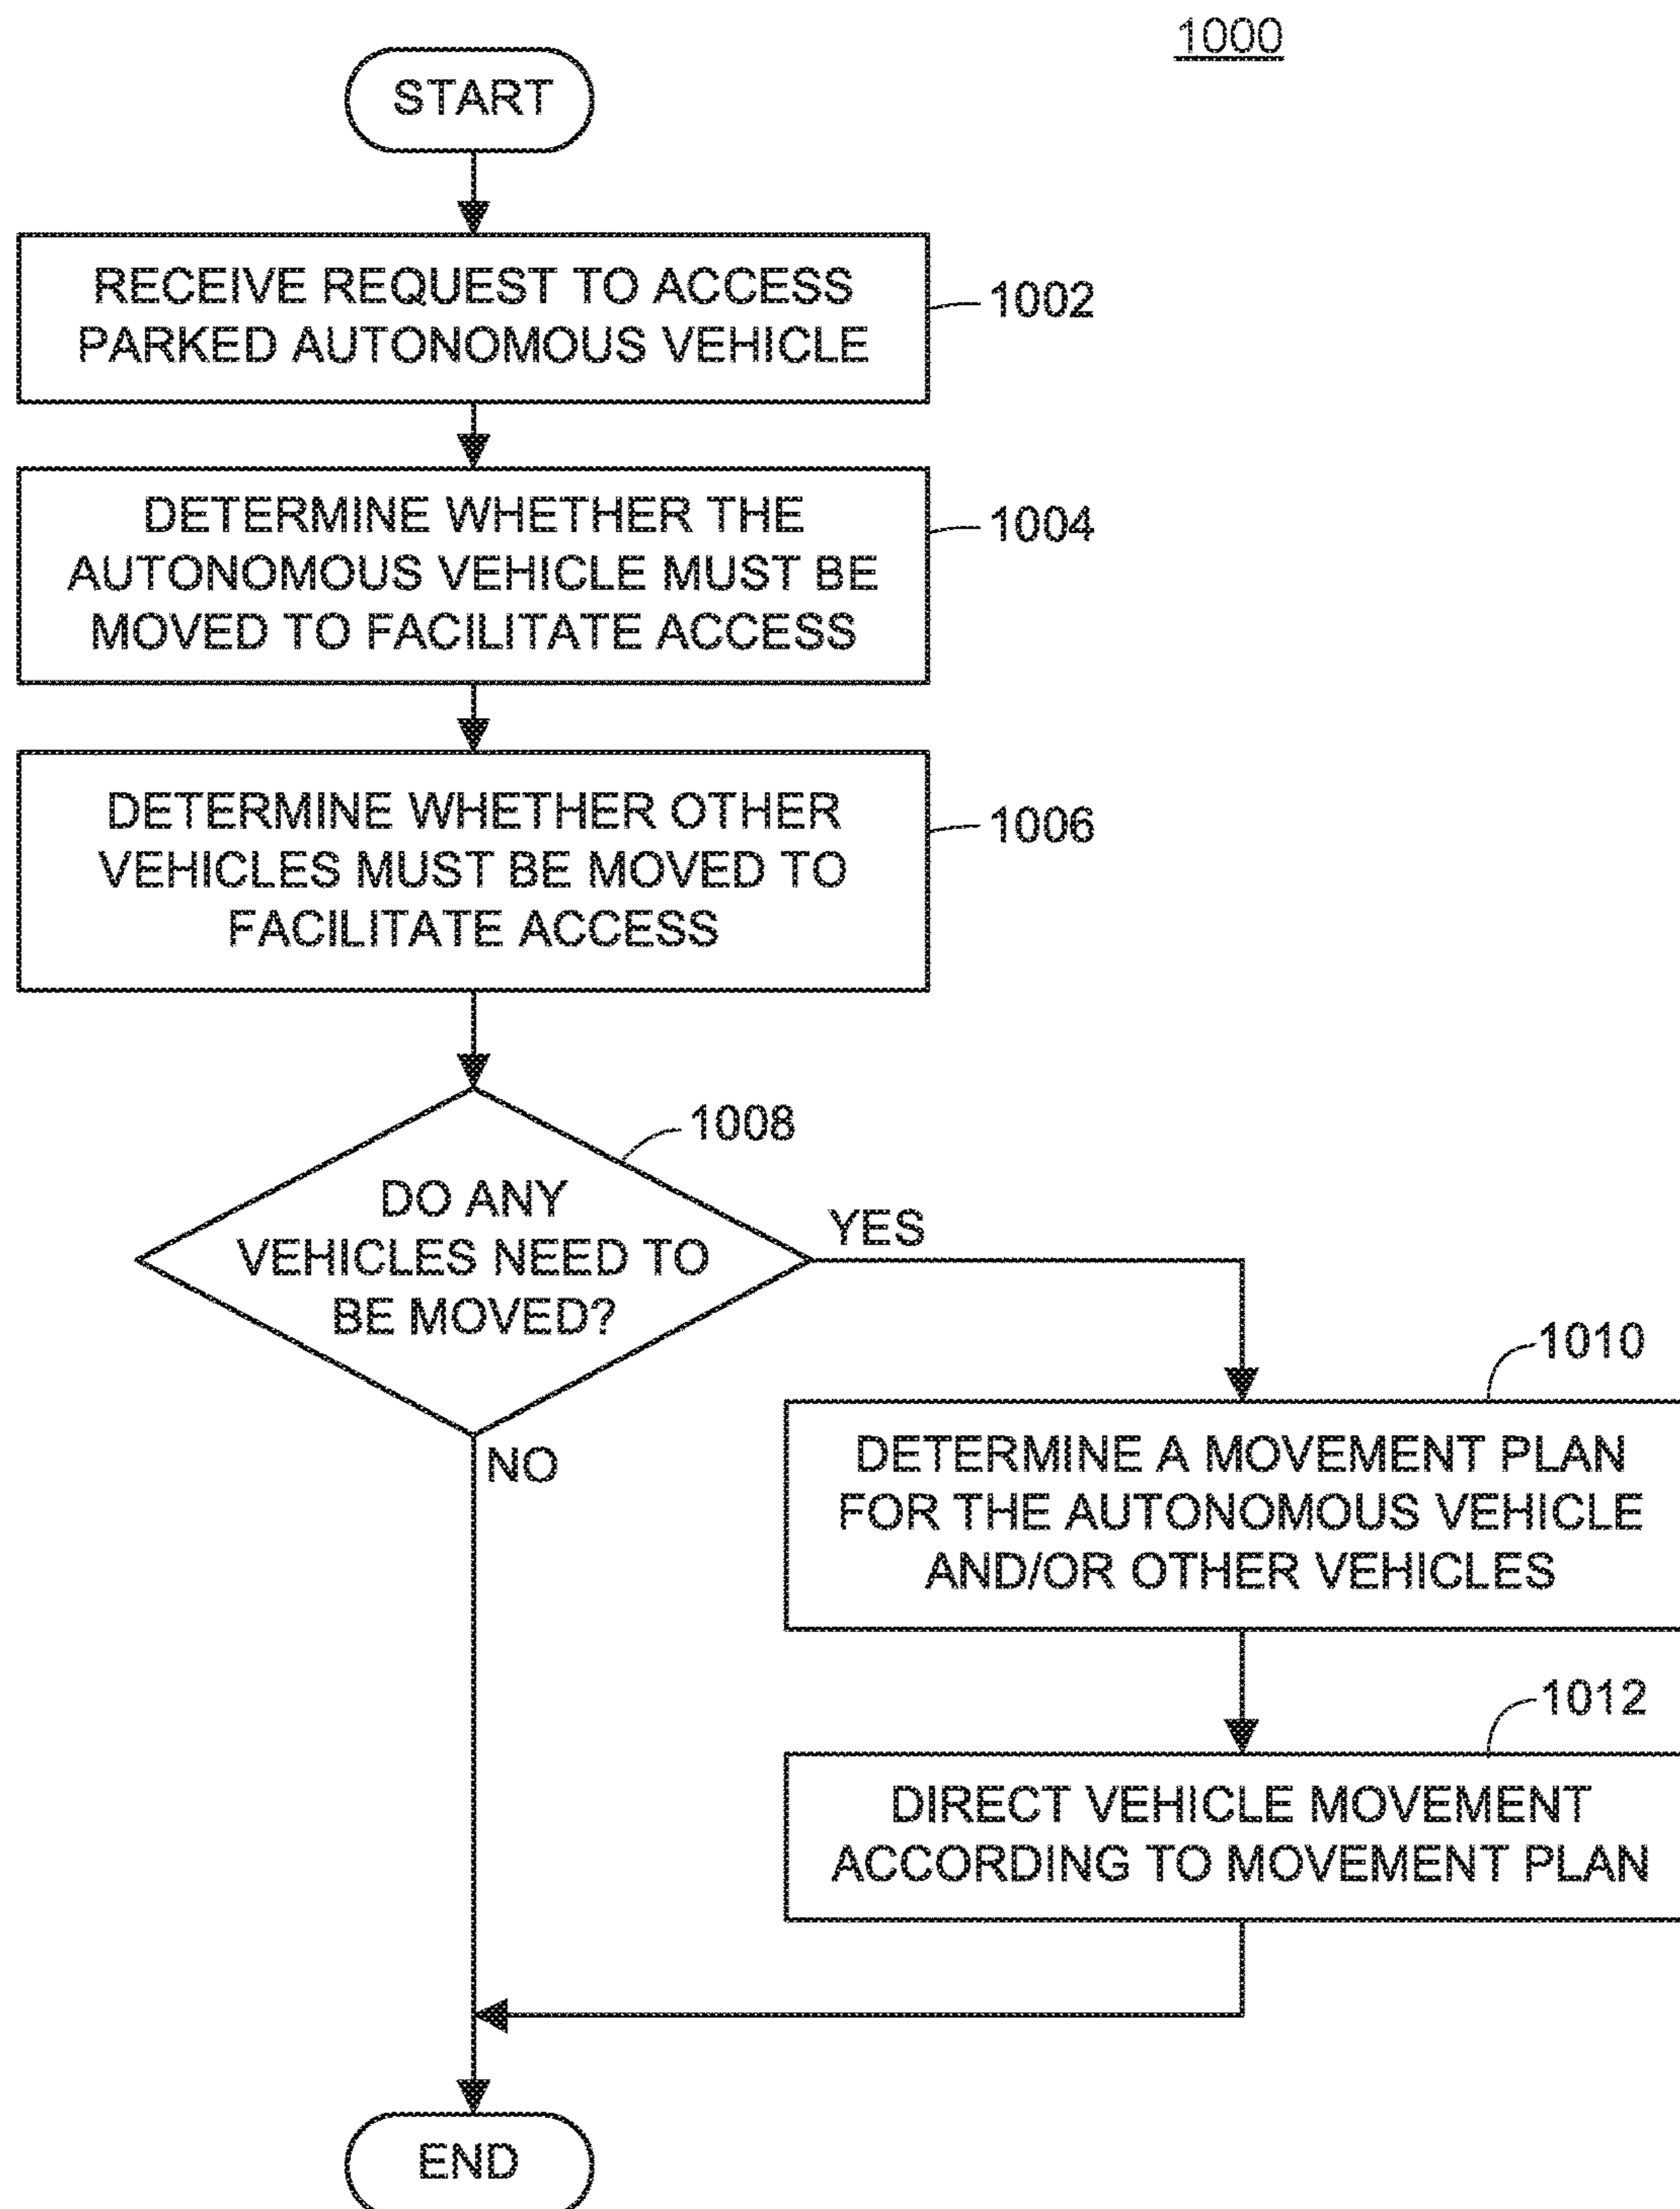 1000
START
RECEIVE REQUEST TO ACCESS
PARKED AUTONOMOUS VEHICLE
1002
DETERMINE WHETHER THE
AUTONOMOUS VEHICLE MUST BE
MOVED TO FACILITATE ACCESS
1004
DETERMINE WHETHER OTHER
VEHICLES MUST BE MOVED TO
FACILITATE ACCESS
1006
1008
DO ANY
VEHICLES NEED TO
BE MOVED?
YES
NO
1010
DETERMINE A MOVEMENT PLAN
FOR THE AUTONOMOUS VEHICLE
AND/OR OTHER VEHICLES
1012
DIRECT VEHICLE MOVEMENT
ACCORDING TO MOVEMENT PLAN
END